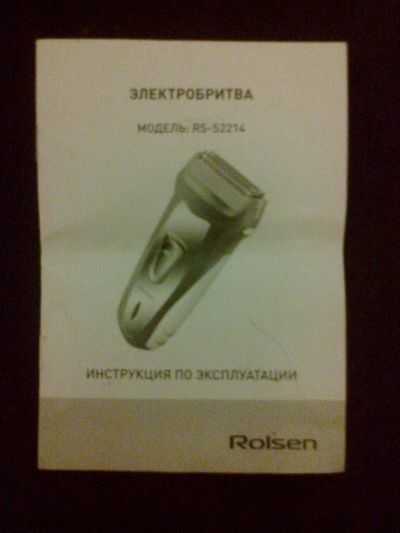 ЭЛЕКТРОБРИТВА
МОДЕЛЬ: RS-S2214
ИНСТРУКЦИЯ ПО ЭКСПЛУАТАЦИИ
Rolsen